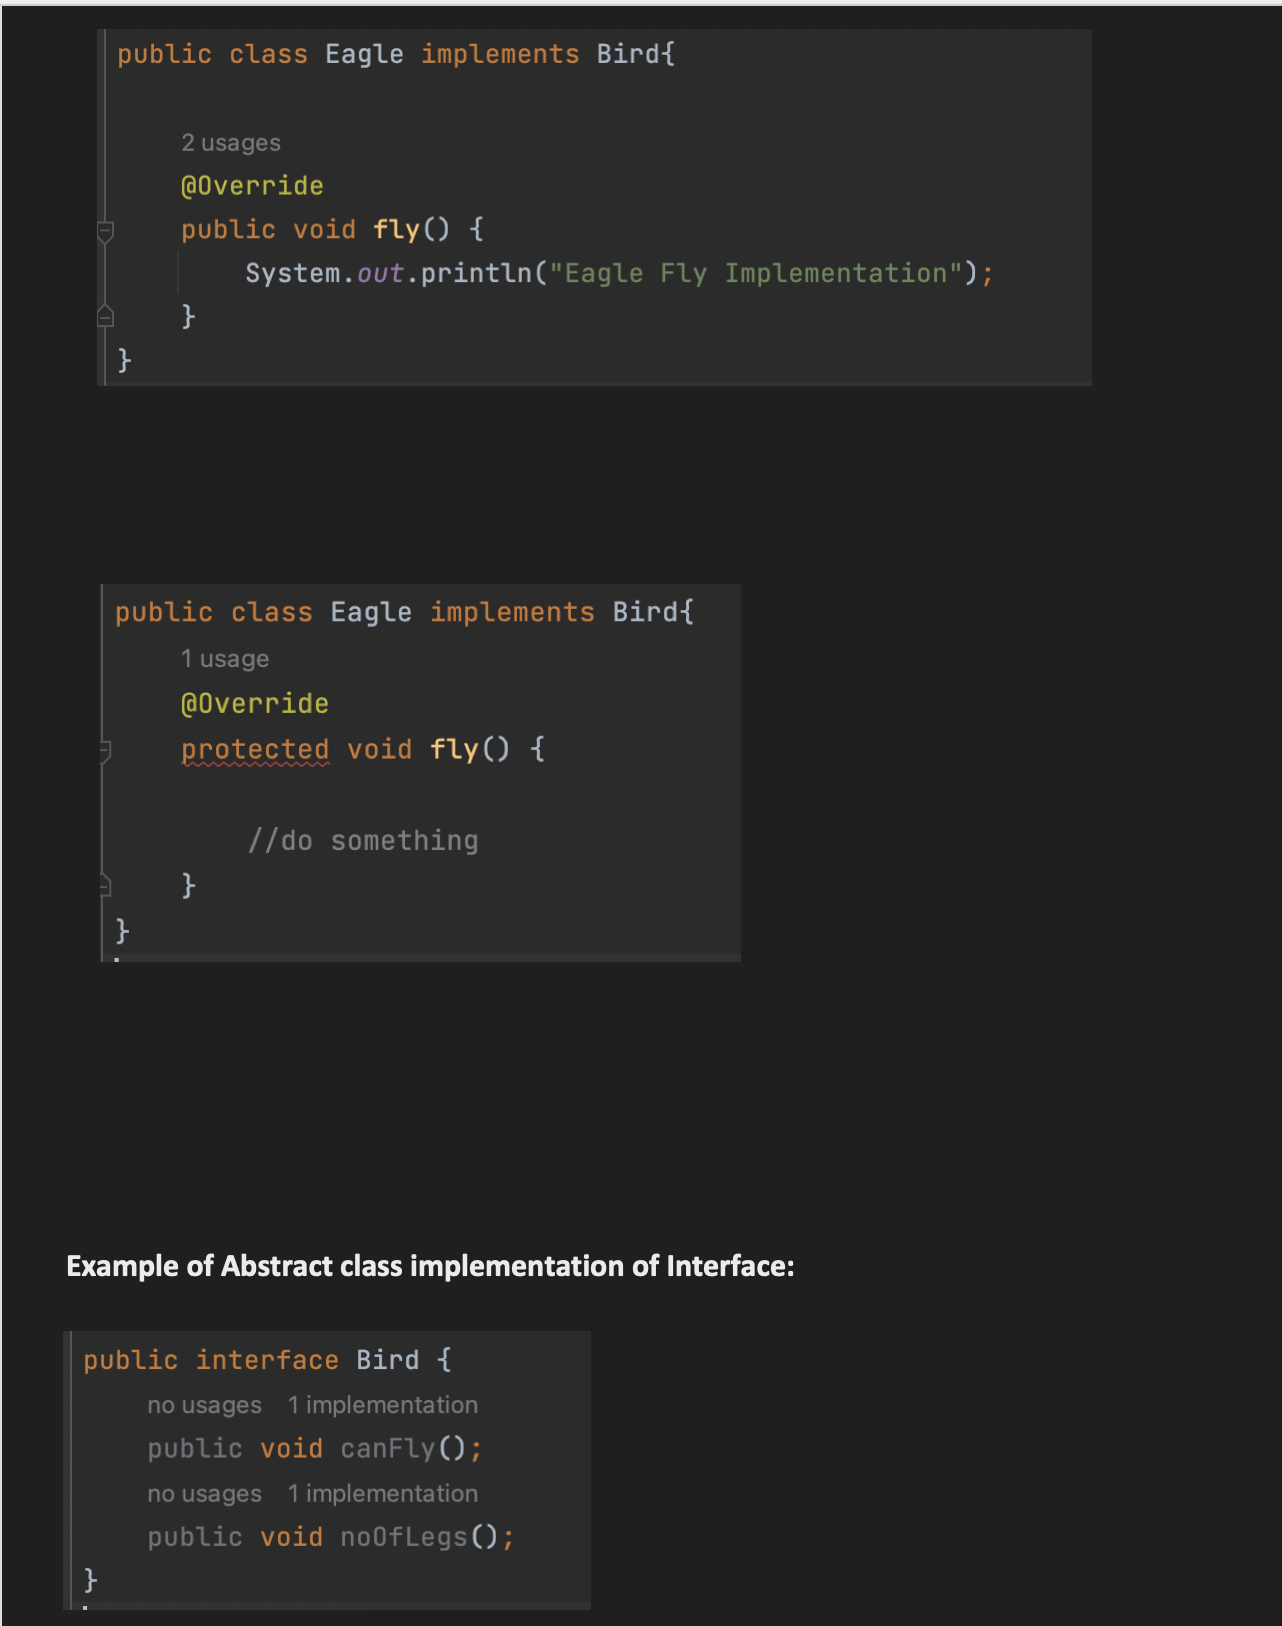 public class Eagle implements Bird{
2 usages
@Override
public void fly() {
System.out.println("Eagle Fly Implementation");
}
}
public class Eagle implements Bird{
1 usage
@Override
protected void fly() {
//do something
}
}
Example of Abstract class implementation of Interface:
public interface Bird {
no usages 1 implementation
public void canFly();
no usages 1 implementation
public void noOfLegs();
}